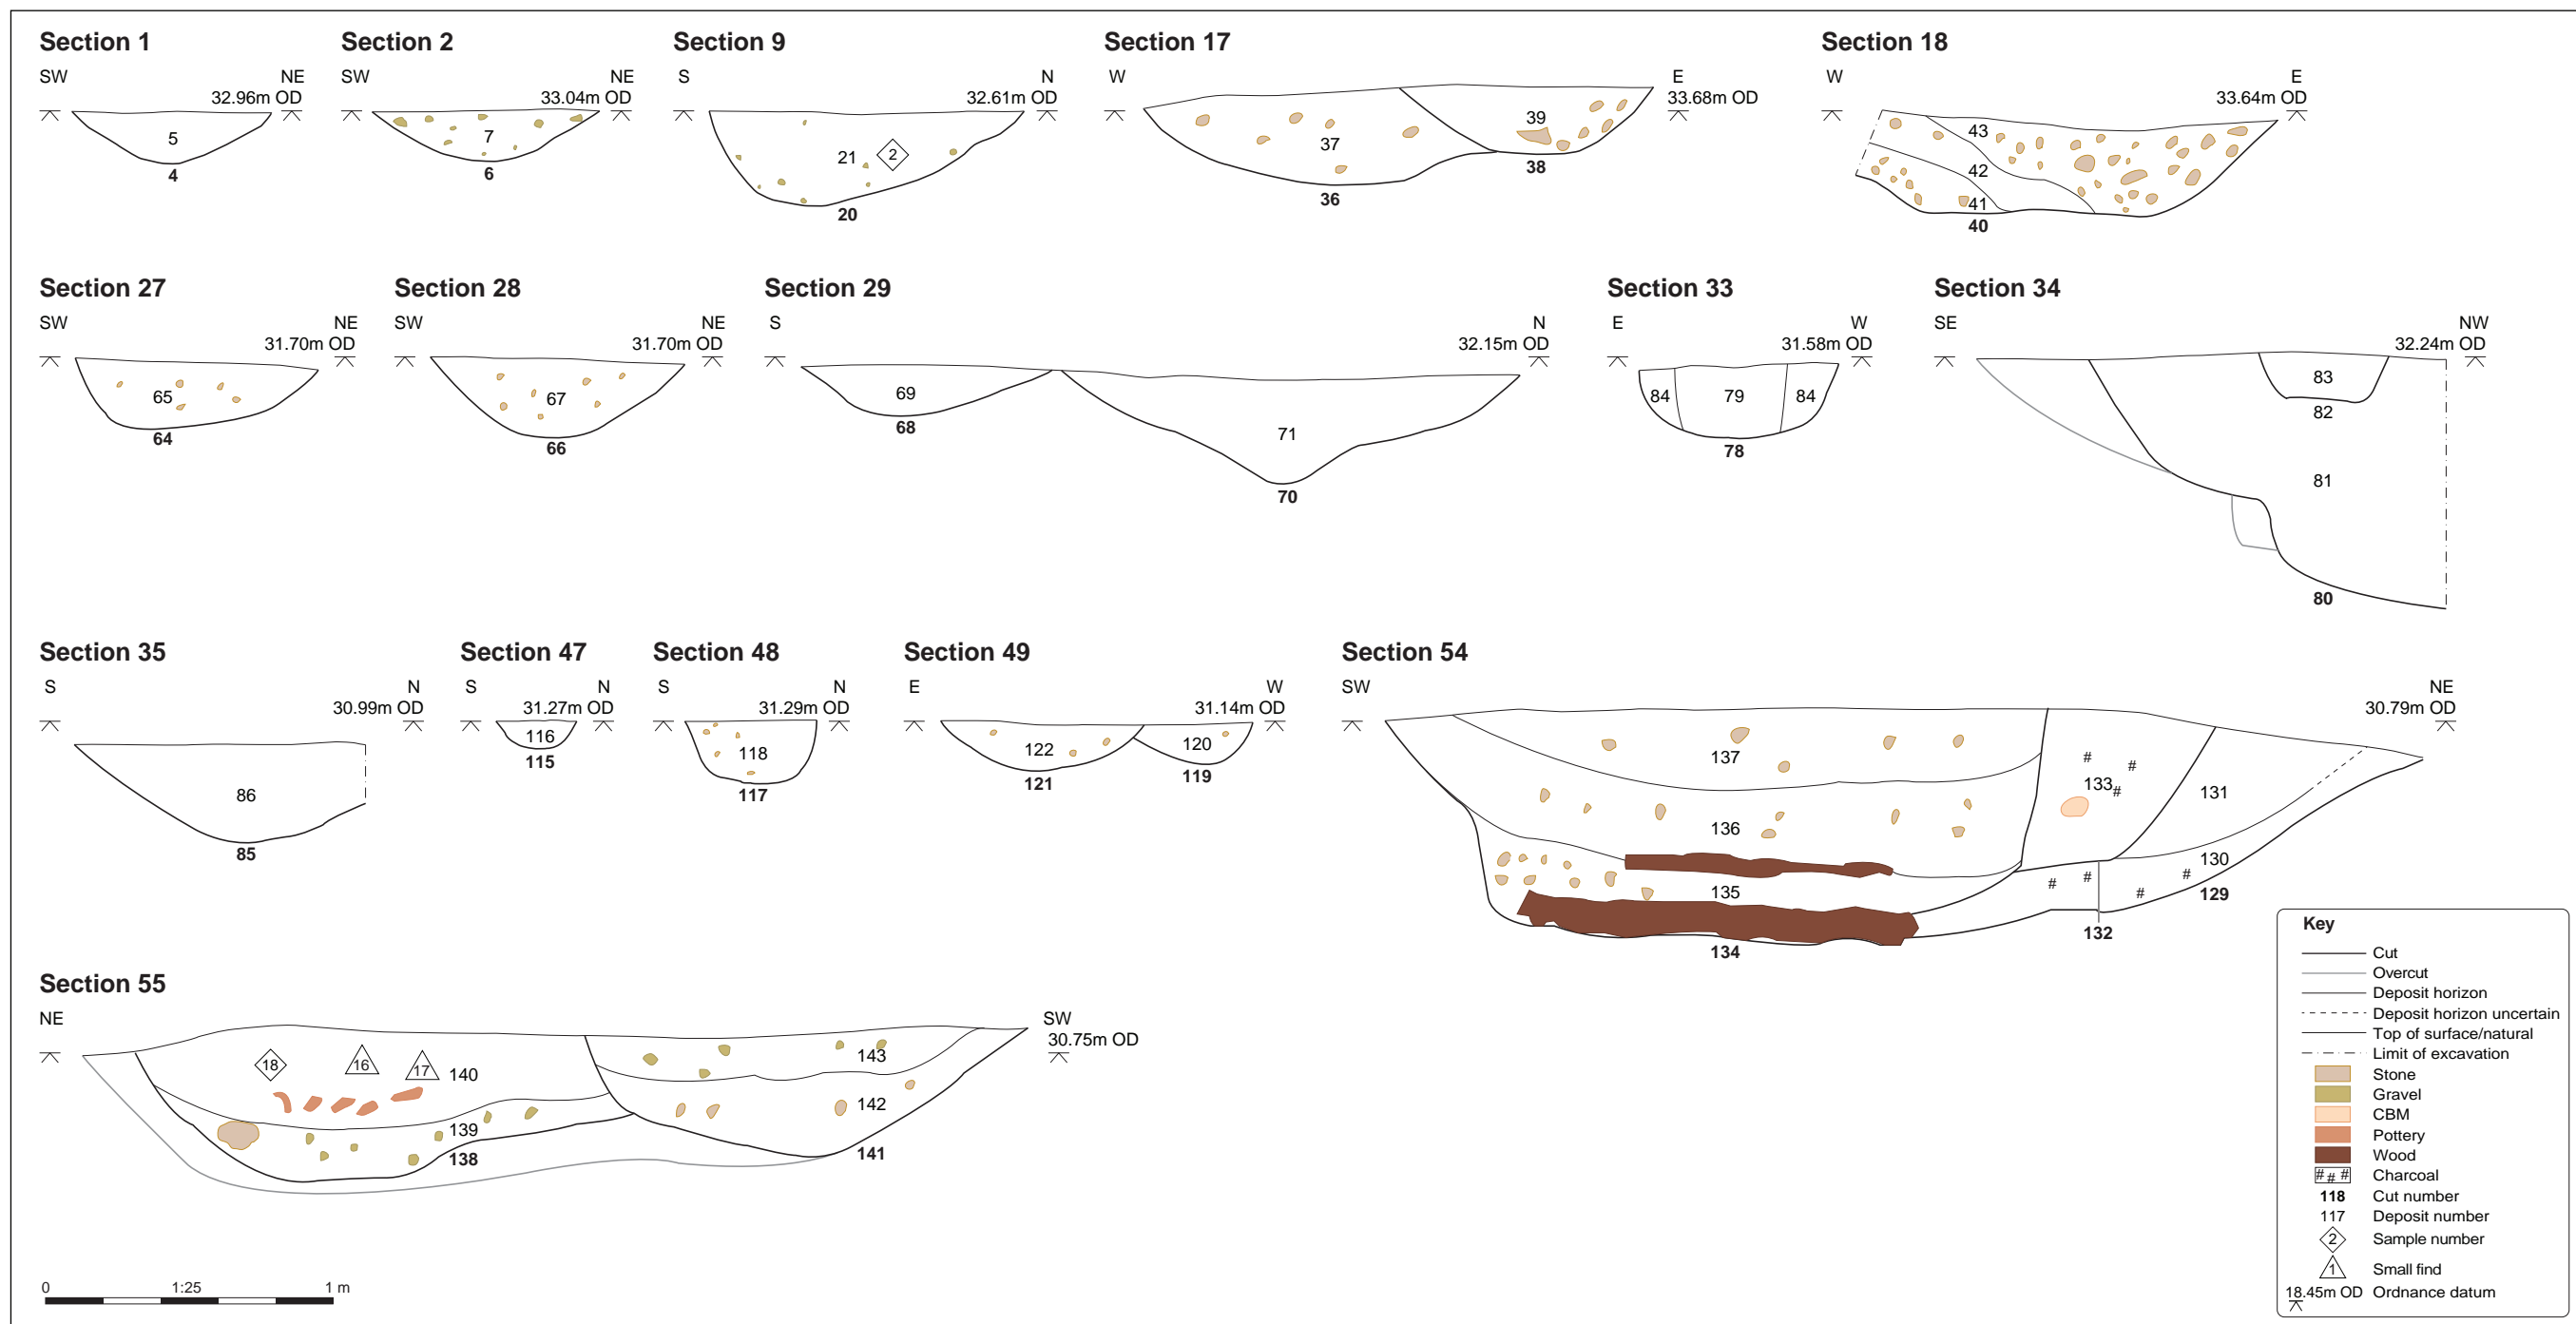 Section 1
SW NE
32.96m OD
5
4
Section 2
SW NE
33.04m OD
7
6
Section 9
S N
32.61m OD
21 2
20
Section 17
W E
33.68m OD
39
37
38
36
Section 18
W E
33.64m OD
43
42
41
40
Section 27
SW NE
31.70m OD
65
64
Section 28
SW NE
31.70m OD
67
66
Section 29
S N
32.15m OD
69
68
71
70
Section 33
E W
31.58m OD
84 79 84
78
Section 34
SE NW
32.24m OD
83
82
81
80
Section 35
S N
30.99m OD
86
85
Section 47
S N
31.27m OD
116
115
Section 48
S N
31.29m OD
118
117
Section 49
E W
31.14m OD
122 120
121 119
Section 54
SW NE
30.79m OD
137
133
# # #
131
136
130
# # # #
135
129
132
134
Section 55
NE SW
30.75m OD
18 16 17 140
143
142
139
138
141
0 1:25 1 m
Key
Cut
Overcut
Deposit horizon
Deposit horizon uncertain
Top of surface/natural
Limit of excavation
Stone
Gravel
CBM
Pottery
Wood
# # # Charcoal
118 Cut number
117 Deposit number
2 Sample number
1 Small find
18.45m OD Ordnance datum